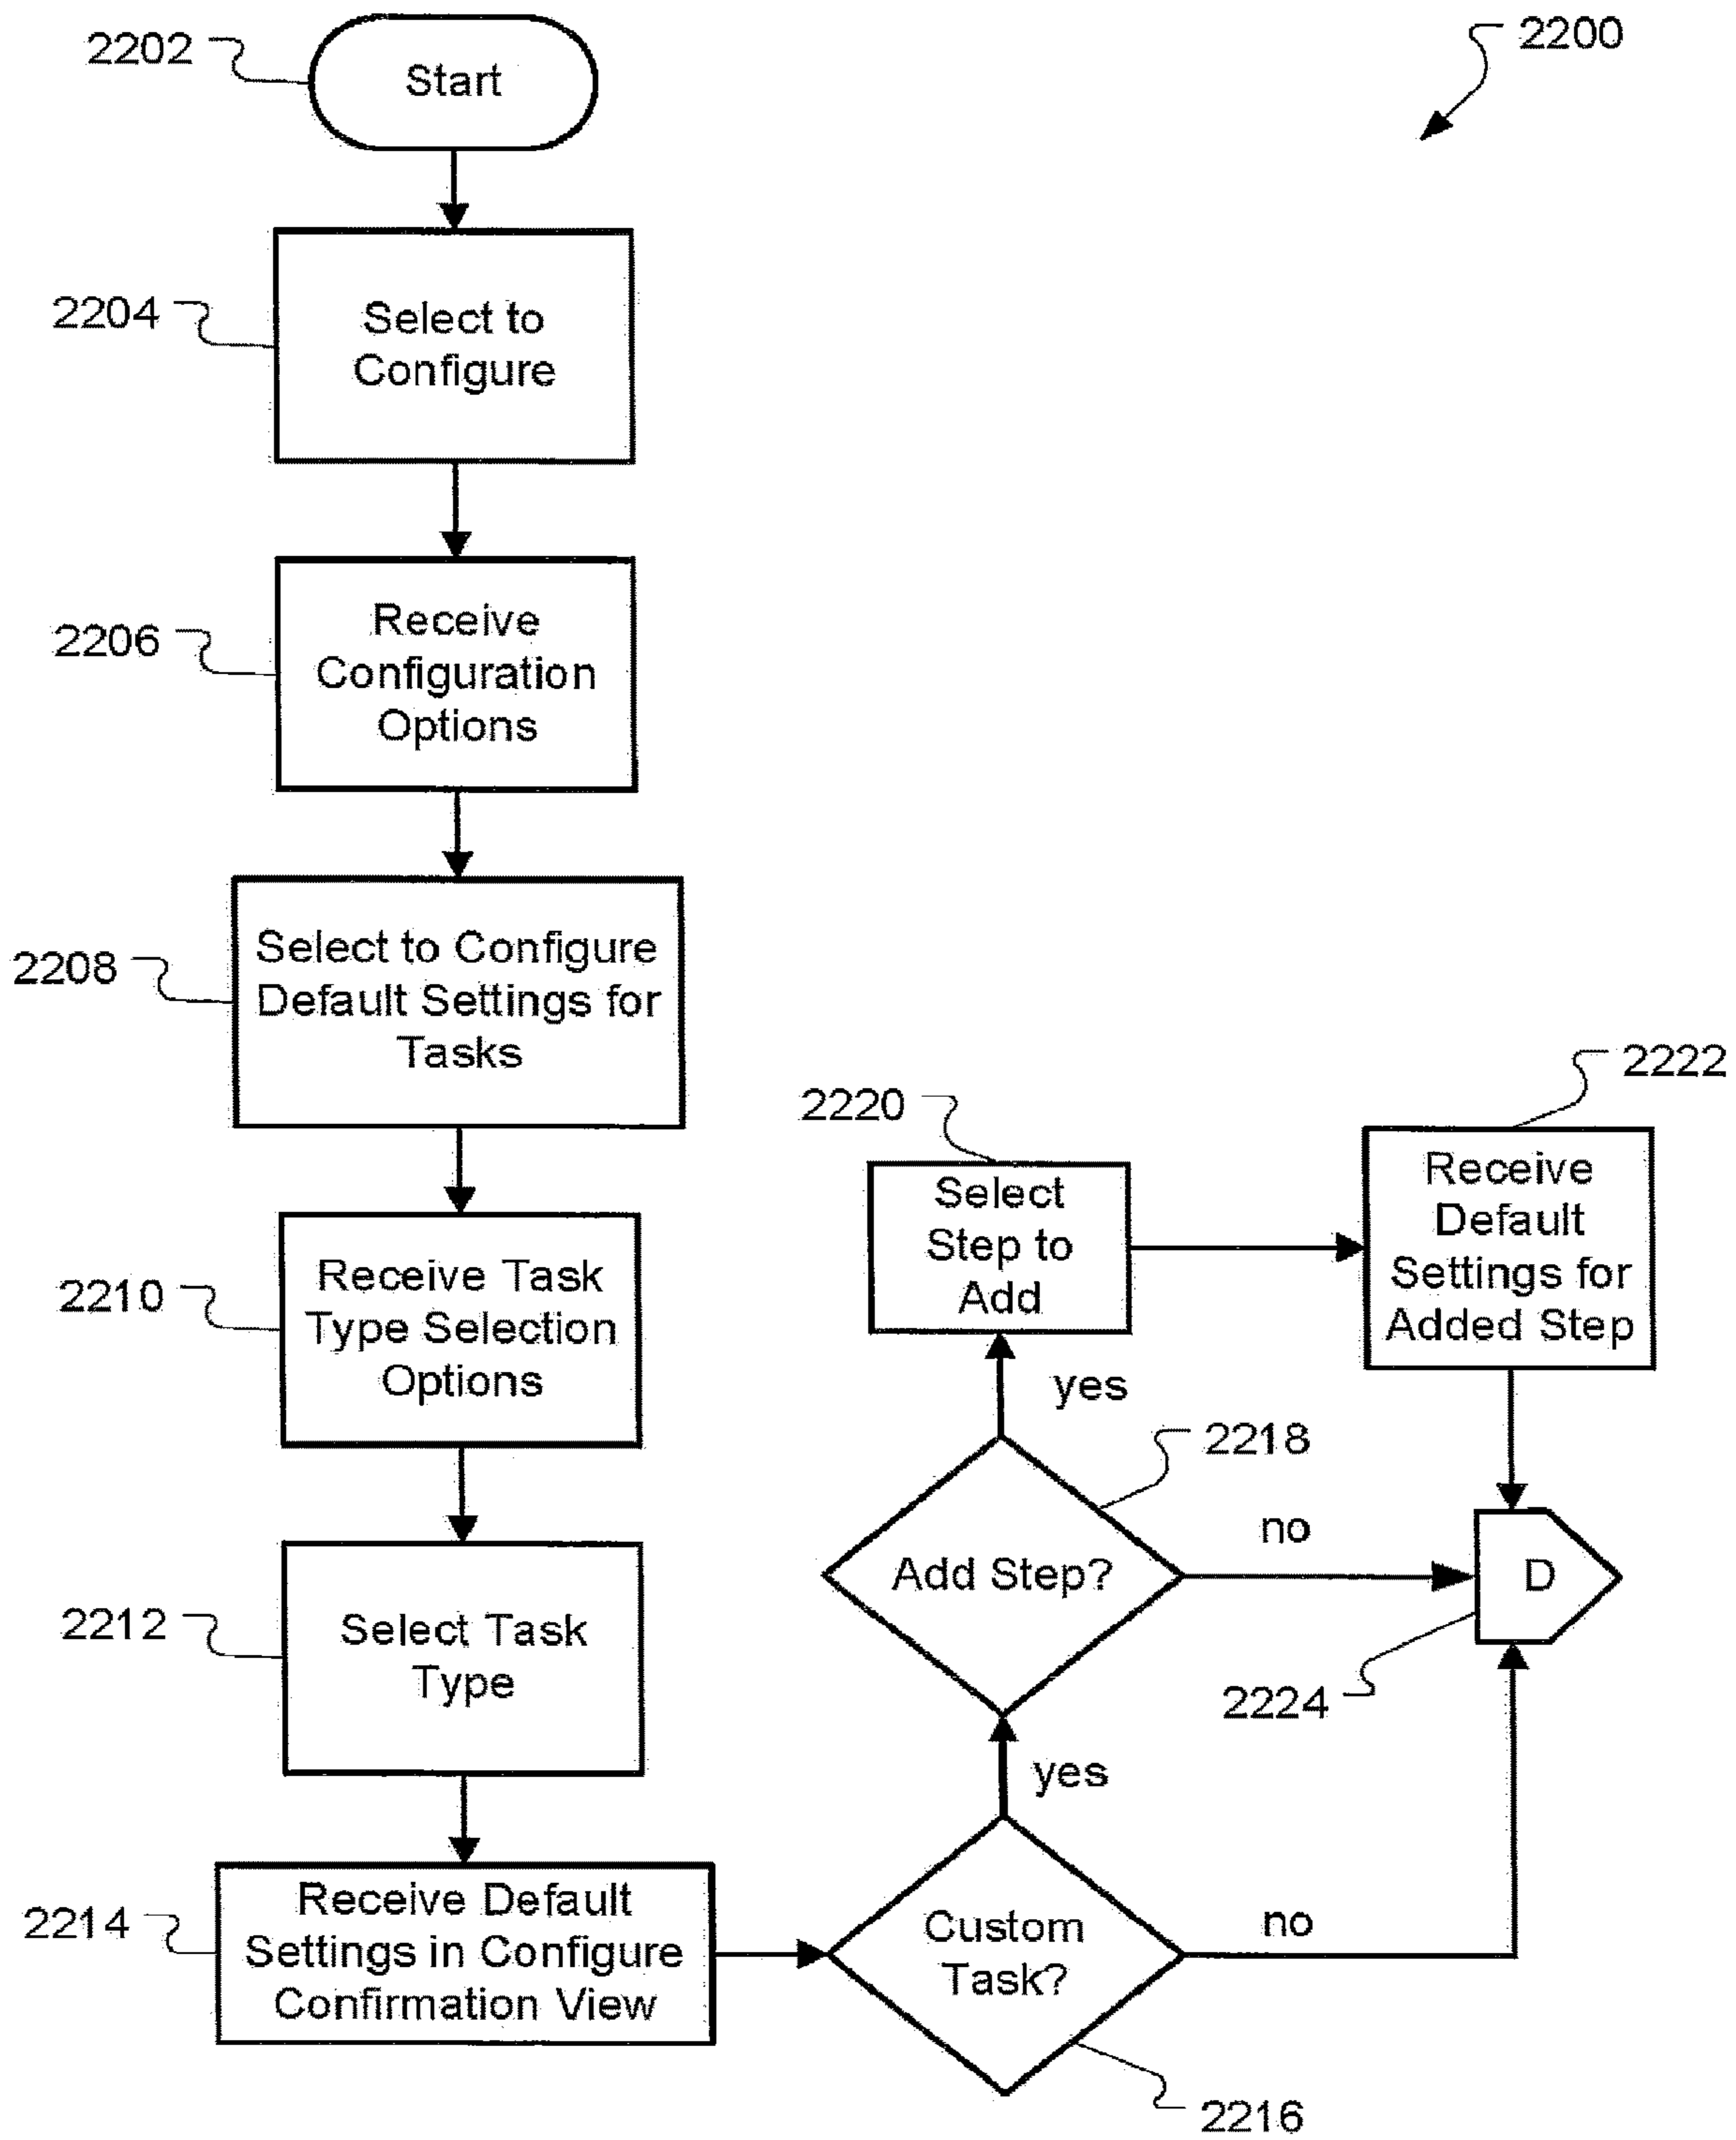 2200
2202
Start
2204
Select to
Configure
2206
Receive
Configuration
Options
2208
Select to Configure
Default Settings for
Tasks
2210
Receive Task
Type Selection
Options
2212
Select Task
Type
2214
Receive Default
Settings in Configure
Confirmation View
Custom
Task?
2216
yes
no
Add Step?
2218
yes
no
2220
Select
Step to
Add
2222
Receive
Default
Settings for
Added Step
D
2224